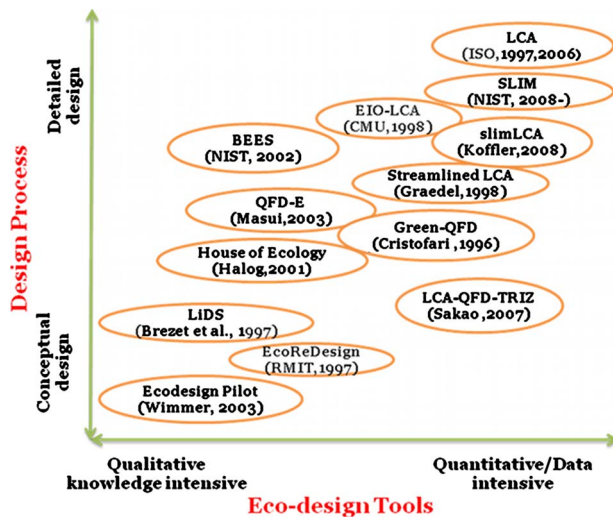 LCA
(ISO,1997,2006)
SLIM
(NIST, 2008-)
EIO-LCA
(CMU,1998)
slimLCA
(Koffler,2008)
BEES
(NIST, 2002)
Streamlined LCA
(Graedel,1998)
QFD-E
(Masui,2003)
Green-QFD
(Cristofari ,1996)
House of Ecology
(Halog,2001)
LCA-QFD-TRIZ
(Sakao ,2007)
LiDS
(Brezet et al., 1997)
EcoReDesign
(RMIT,1997)
Ecodesign Pilot
(Wimmer, 2003)
Design Process
Detailed
design
Conceptual
design
Qualitative
knowledge intensive
Quantitative/Data
intensive
Eco-design Tools